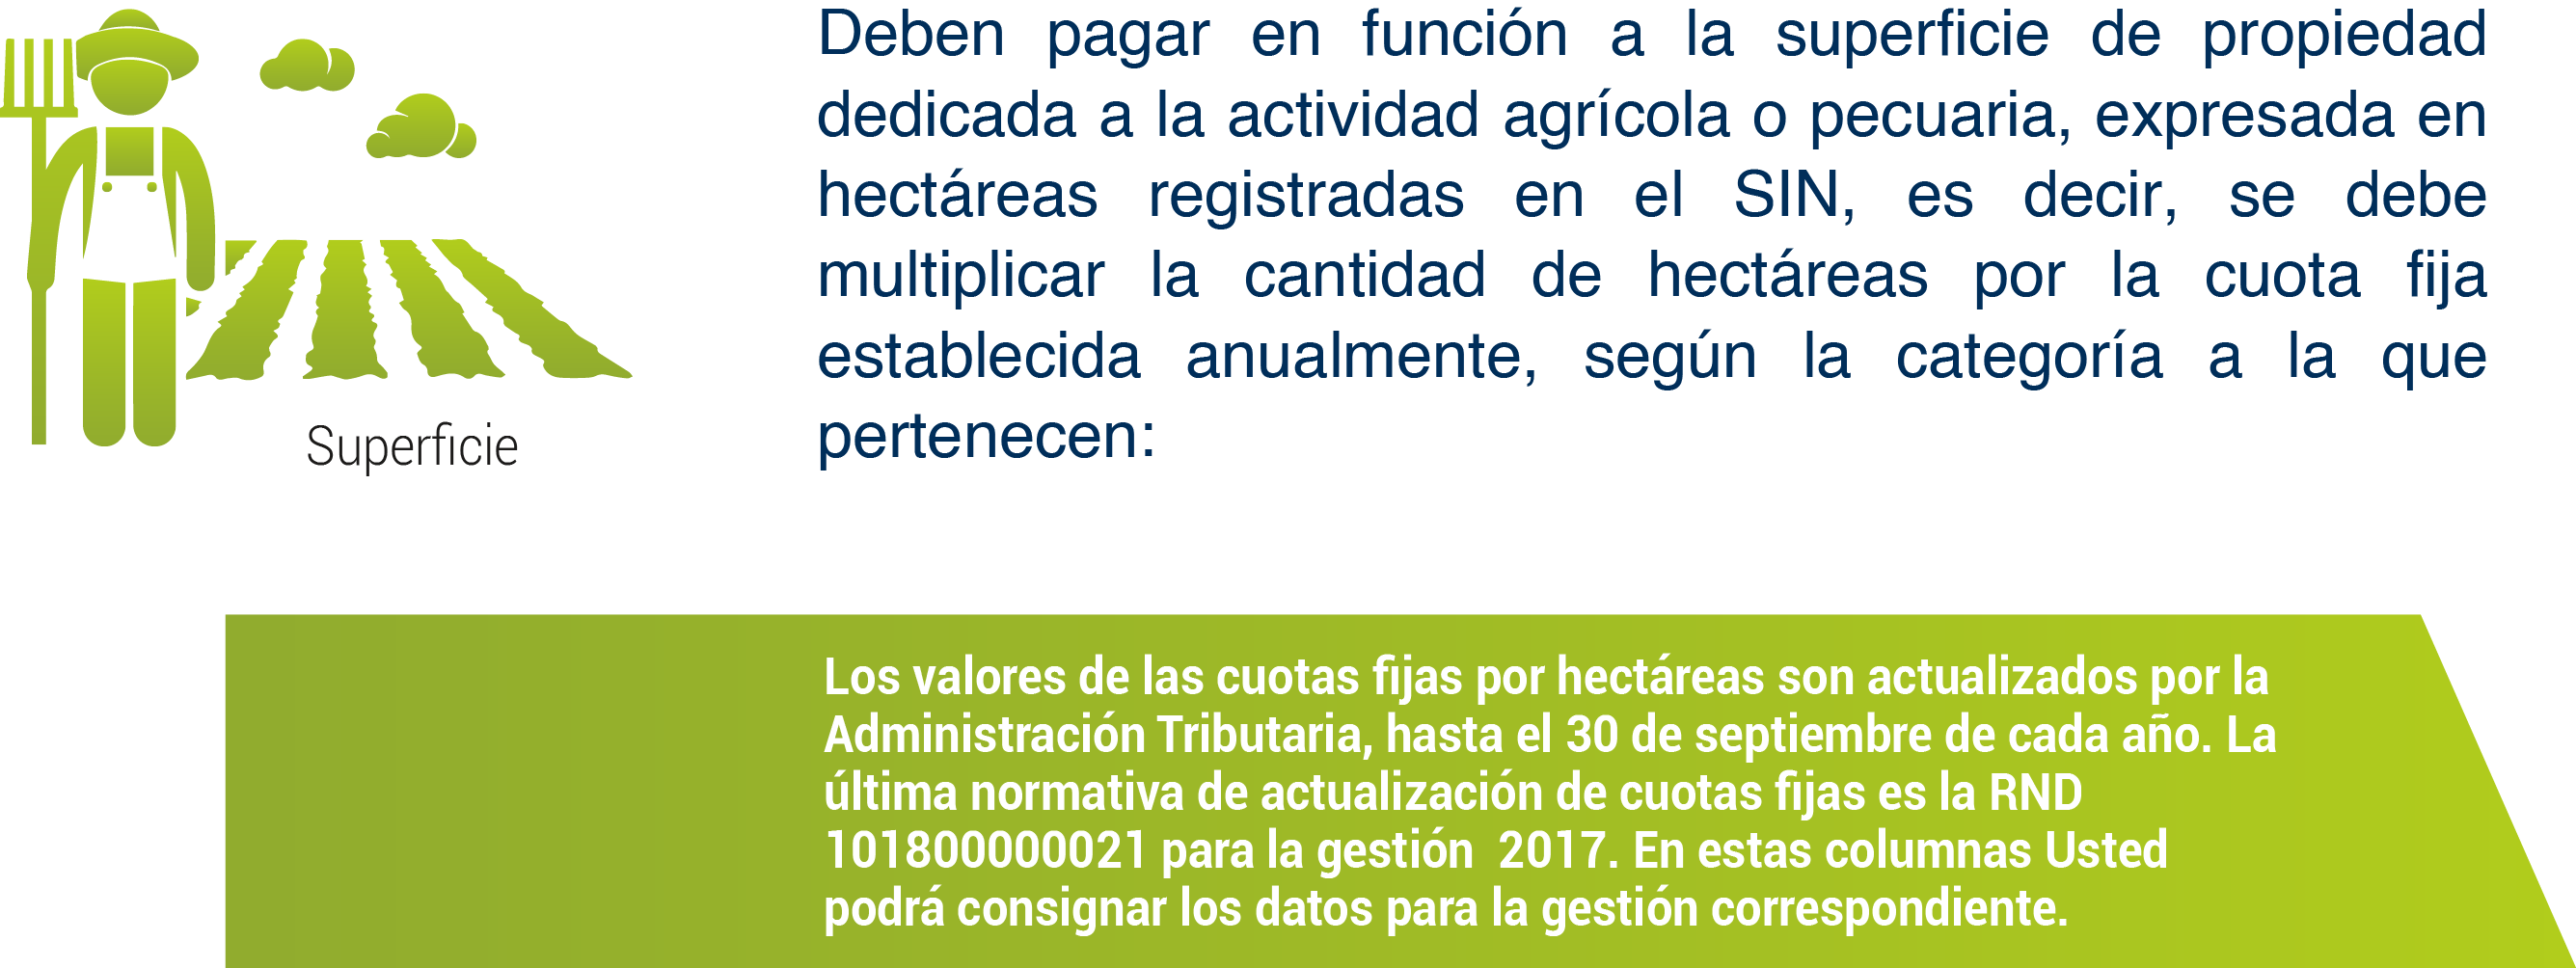 Deben pagar en función a la superficie de propiedad
dedicada a la actividad agrícola o pecuaria, expresada en
hectáreas registradas en el SIN, es decir, se debe
multiplicar la cantidad de hectáreas por la cuota fija
establecida anualmente, según la categoría a la que
pertenecen:
Superficie
Los valores de las cuotas fijas por hectáreas son actualizados por la
Administración Tributaria, hasta el 30 de septiembre de cada año. La
última normativa de actualización de cuotas fijas es la RND
101800000021 para la gestión  2017. En estas columnas Usted
podrá consignar los datos para la gestión correspondiente.